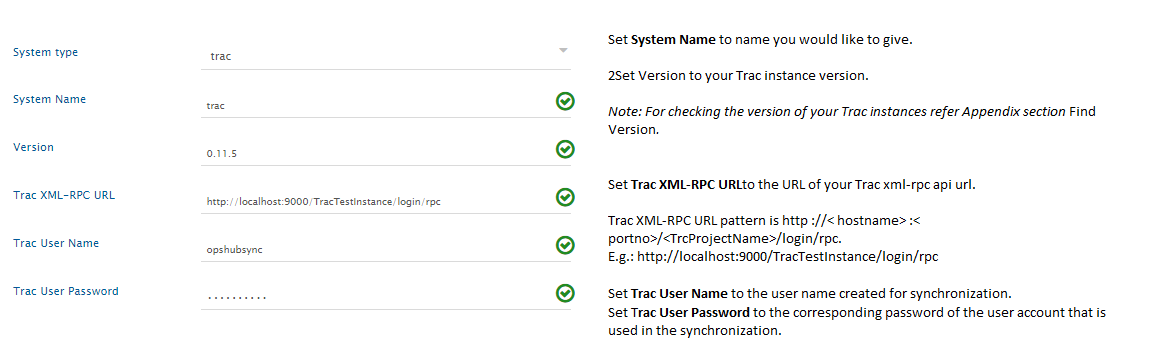 System type
trac
System Name
trac
Version
0.11.5
Trac XML-RPC URL
http://localhost:9000/TracTestInstance/login/rpc
Trac User Name
opshubsync
Trac User Password
..........
Set System Name to name you would like to give.
2Set Version to your Trac instance version.
Note: For checking the version of your Trac instances refer Appendix section Find
Version.
Set Trac XML-RPC URLto the URL of your Trac xml-rpc api url.
Trac XML-RPC URL pattern is http ://< hostname> :<
portno>/<TrcProjectName>/login/rpc.
E.g.: http://localhost:9000/TracTestInstance/login/rpc
Set Trac User Name to the user name created for synchronization.
Set Trac User Password to the corresponding password of the user account that is
used in the synchronization.